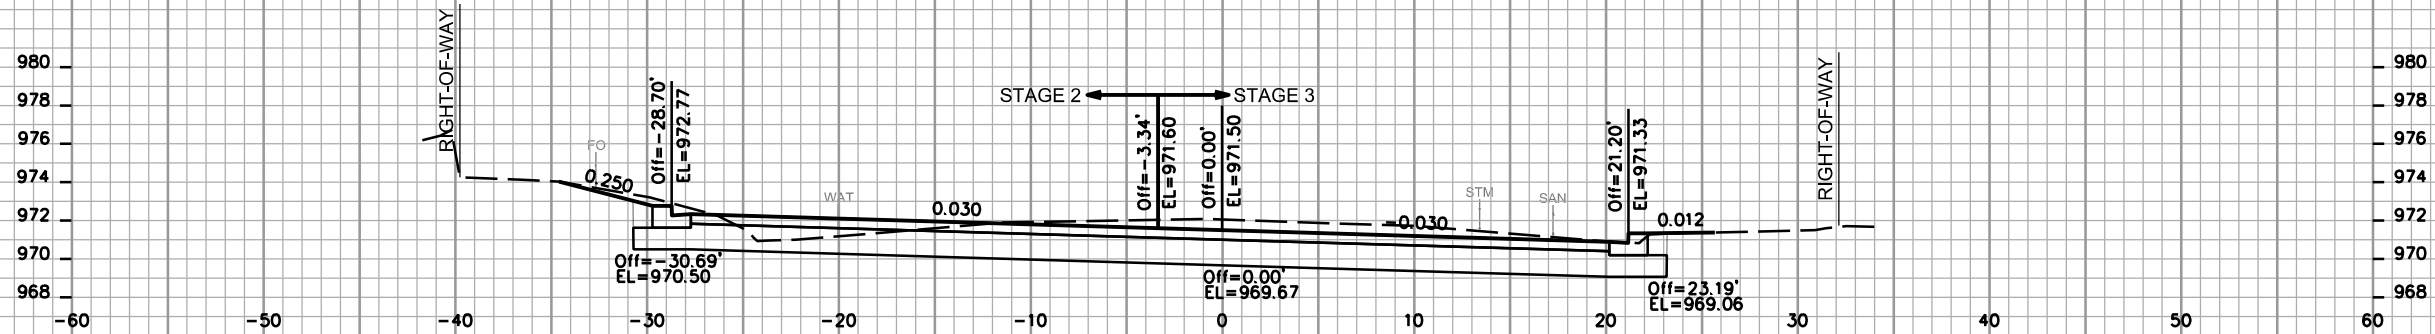 RIGHT-OF-WAY
980
978
976
974
972
970
968
FO
0.250
Off=-28.70'
EL=972.77
WAT
0.030
STAGE 2
STAGE 3
Off=-3.34'
EL=971.60
Off=0.00'
EL=971.50
-0.030
STM
SAN
Off=21.20'
EL=971.33
0.012
RIGHT-OF-WAY
980
978
976
974
972
970
968
Off=-30.69'
EL=970.50
Off=0.00'
EL=969.67
Off=23.19'
EL=969.06
-60 -50 -40 -30 -20 -10 0 10 20 30 40 50 60